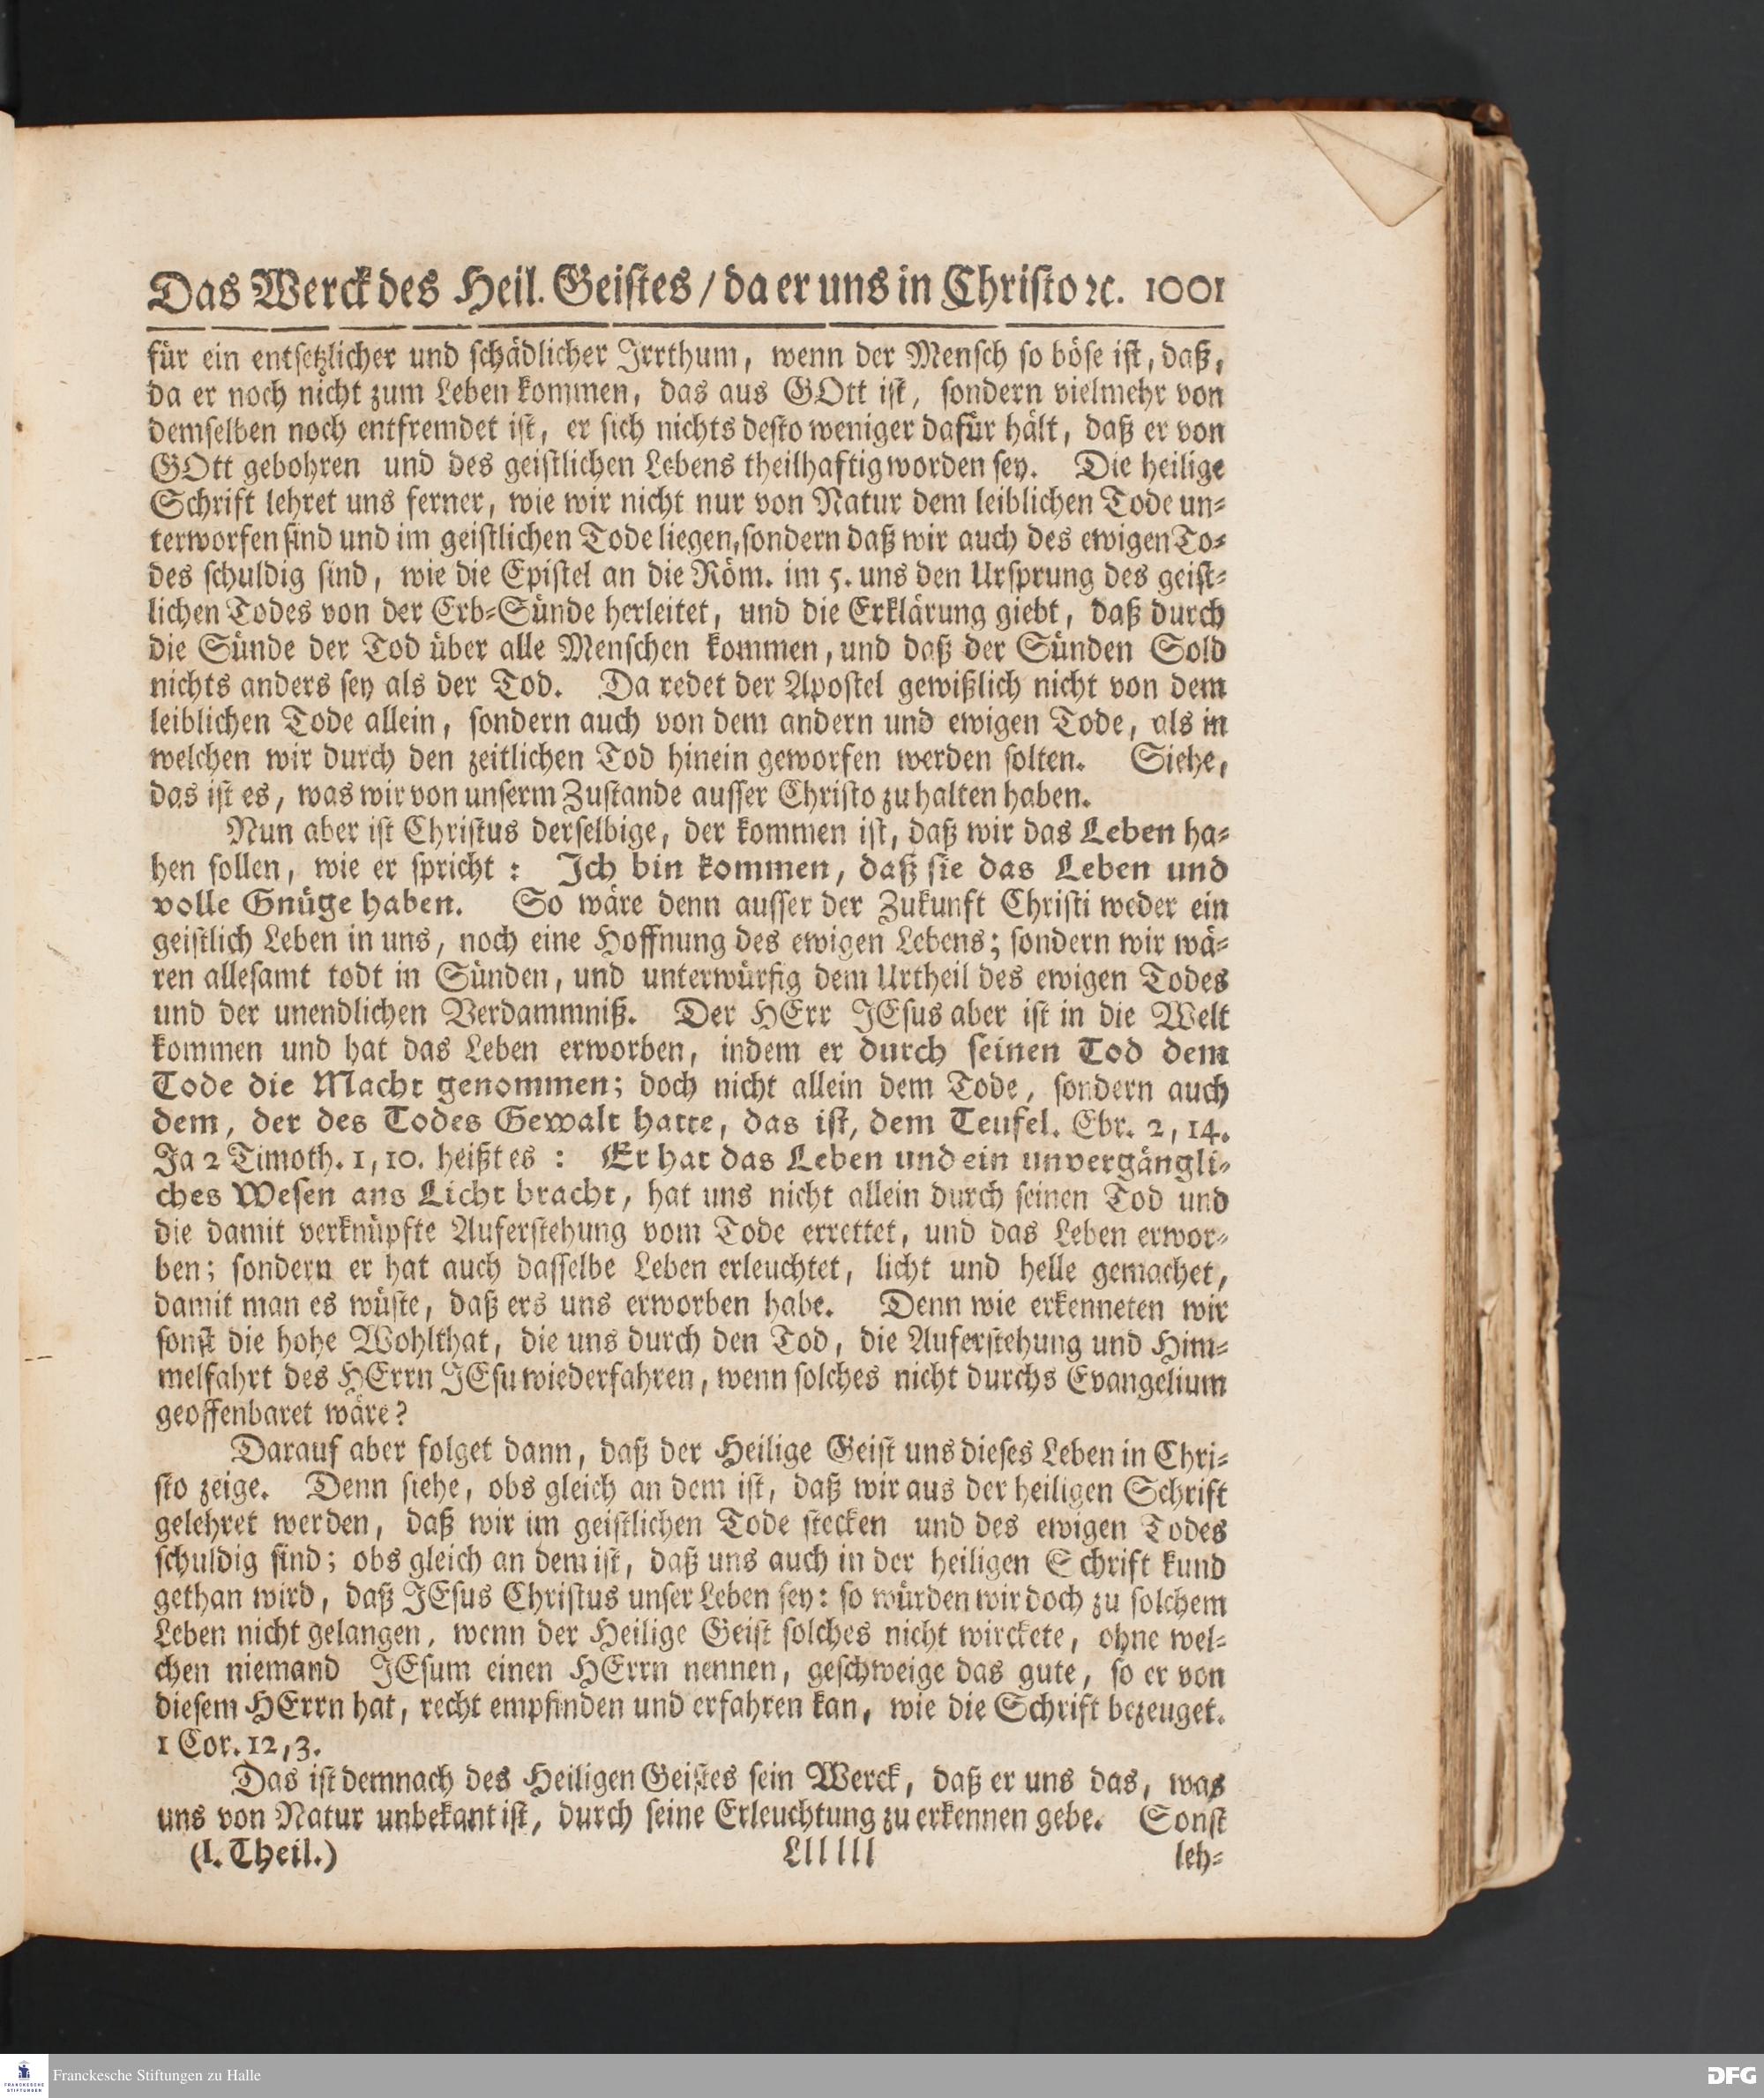 Das Werck des Heil. Geistes / da er uns in Christo ꝛc. 1001
für ein entsetzlicher und schädlicher Irrthum, wenn der Mensch so böse ist, daß,
da er noch nicht zum Leben kommen, das aus GOtt ist, sondern vielmehr von
demselben noch entfremdet ist, er sich nichts desto weniger dafür hält, daß er von
GOtt gebohren und des geistlichen Lebens theilhaftig worden sey. Die heilige
Schrift lehret uns ferner, wie wir nicht nur von Natur dem leiblichen Tode un-
terworfen sind und im geistlichen Tode liegen, sondern daß wir auch des ewigen To-
des schuldig sind, wie die Epistel an die Röm. im 5. uns den Ursprung des geist-
lichen Todes von der Erb-Sünde herleitet, und die Erklärung giebt, daß durch
die Sünde der Tod über alle Menschen kommen, und daß der Sünden Sold
nichts anders sey als der Tod. Da redet der Apostel gewißlich nicht von dem
leiblichen Tode allein, sondern auch von dem andern und ewigen Tode, als in
welchen wir durch den zeitlichen Tod hinein geworfen werden solten. Siehe,
das ist es, was wir von unserm Zustande ausser Christo zu halten haben.
Nun aber ist Christus derselbige, der kommen ist, daß wir das Leben ha-
hen sollen, wie er spricht : Ich bin kommen, daß sie das Leben und
volle Gnüge haben. So wäre denn ausser der Zukunft Christi weder ein
geistlich Leben in uns, noch eine Hoffnung des ewigen Lebens; sondern wir wä-
ren allesamt todt in Sünden, und unterwürfig dem Urtheil des ewigen Todes
und der unendlichen Verdammniß. Der HErr JEsus aber ist in die Welt
kommen und hat das Leben erworben, indem er durch seinen Tod dem
Tode die Macht genommen; doch nicht allein dem Tode, sondern auch
dem, der des Todes Gewalt hatte, das ist, dem Teufel. Ebr. 2, 14.
Ja 2 Timoth. 1, 10. heißt es : Er hat das Leben und ein unvergängli-
ches Wesen ans Licht bracht, hat uns nicht allein durch seinen Tod und
die damit verknüpfte Auferstehung vom Tode errettet, und das Leben erwor-
ben; sondern er hat auch dasselbe Leben erleuchtet, licht und helle gemachet,
damit man es wüste, daß ers uns erworben habe. Denn wie erkenneten wir
sonst die hohe Wohlthat, die uns durch den Tod, die Auferstehung und Him-
melfahrt des HErrn JEsu wiederfahren, wenn solches nicht durchs Evangelium
geoffenbaret wäre?
Darauf aber folget dann, daß der Heilige Geist uns dieses Leben in Chri-
sto zeige. Denn siehe, obs gleich an dem ist, daß wir aus der heiligen Schrift
gelehret werden, daß wir im geistlichen Tode stecken und des ewigen Todes
schuldig sind; obs gleich an dem ist, daß uns auch in der heiligen Schrift kund
gethan wird, daß JEsus Christus unser Leben sey: so würden wir doch zu solchem
Leben nicht gelangen, wenn der Heilige Geist solches nicht wirckete, ohne wel-
chen niemand JEsum einen HErrn nennen, geschweige das gute, so er von
diesem HErrn hat, recht empfinden und erfahren kan, wie die Schrift bezeuget.
1 Cor. 12, 3.
Das ist demnach des Heiligen Geistes sein Werck, daß er uns das, was
uns von Natur unbekant ist, durch seine Erleuchtung zu erkennen gebe. Sonst
(I. Theil.) Llllll leh-
FRANCKESCHE STIFTUNGEN
Franckesche Stiftungen zu Halle
DFG